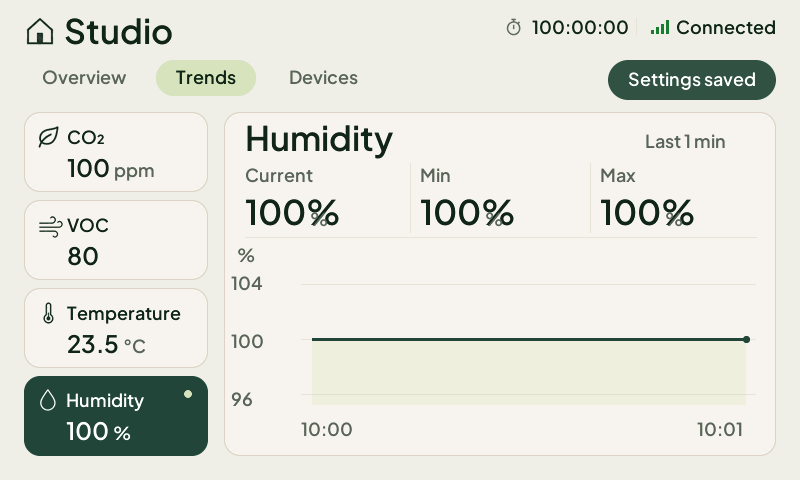 Studio
100:00:00
Connected
Overview
Trends
Devices
Settings saved
CO₂
100 ppm
VOC
80
Temperature
23.5 °C
Humidity
100 %
Humidity
Last 1 min
Current
Min
Max
100%
100%
100%
%
104
100
96
10:00
10:01